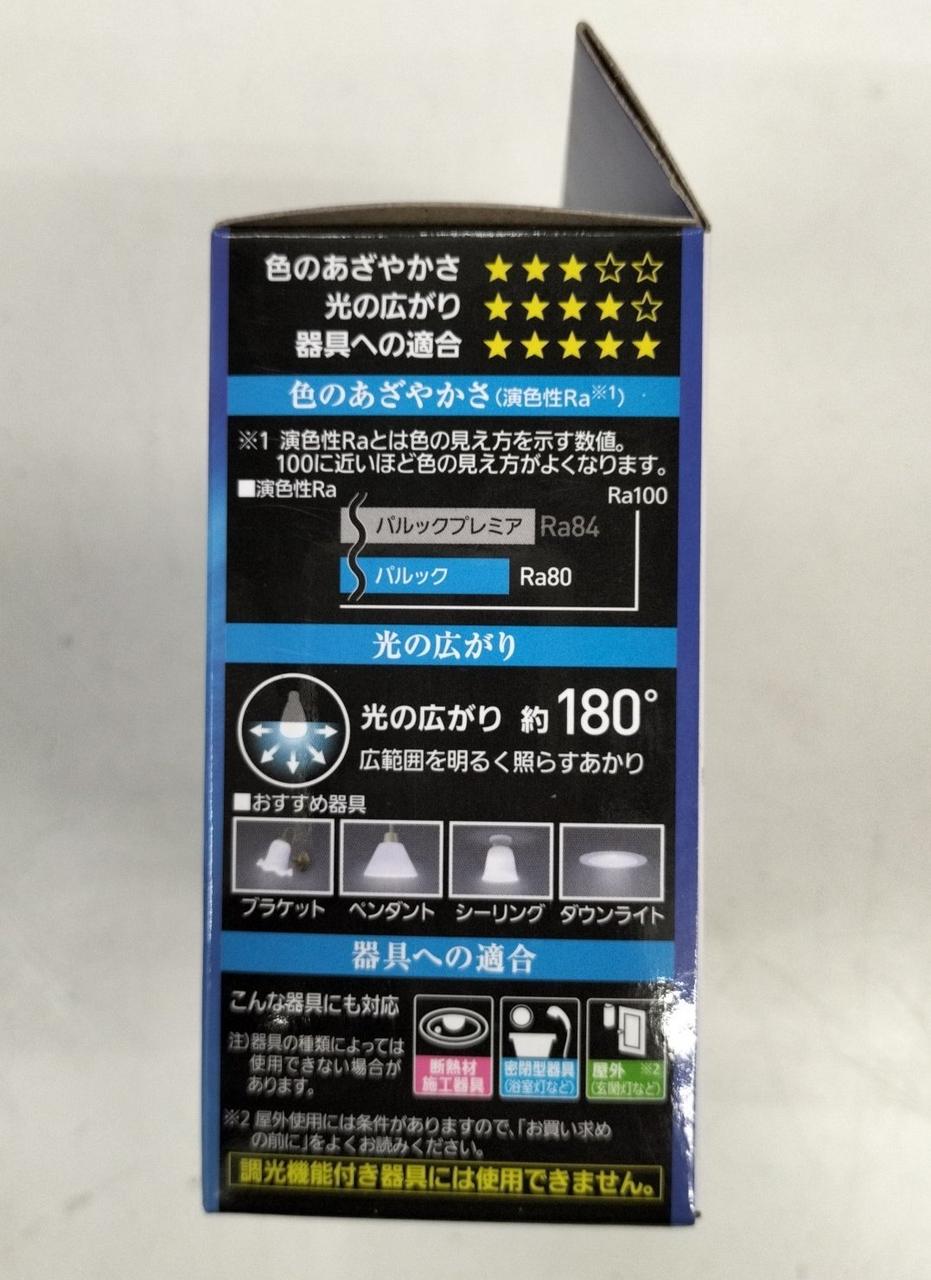 色のあざやかさ ★★★☆☆
光の広がり ★★★★☆
器具への適合 ★★★★★
色のあざやかさ(演色性Ra※1)
※1 演色性Raとは色の見え方を示す数値。
100に近いほど色の見え方がよくなります。
■演色性Ra Ra100
パルックプレミア Ra84
パルック Ra80
光の広がり
光の広がり 約180°
広範囲を明るく照らすあかり
■おすすめ器具
ブラケット ペンダント シーリング ダウンライト
器具への適合
こんな器具にも対応
注)器具の種類によっては
使用できない場合が
あります。
断熱材
施工器具
密閉型器具
(浴室灯など)
屋外 ※2
(玄関灯など)
※2 屋外使用には条件がありますので、「お買い求め
の前に」をよくお読みください。
調光機能付き器具には使用できません。